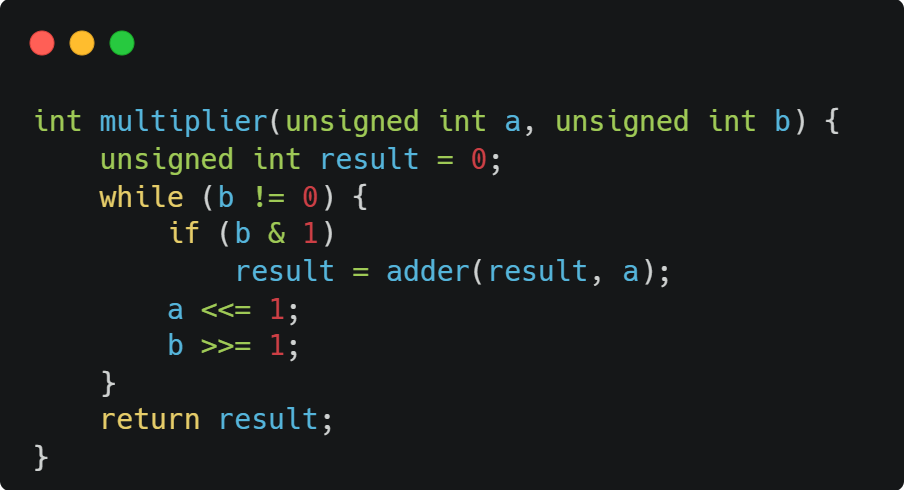 int multiplier(unsigned int a, unsigned int b) {
    unsigned int result = 0;
    while (b != 0) {
        if (b & 1)
            result = adder(result, a);
        a <<= 1;
        b >>= 1;
    }
    return result;
}